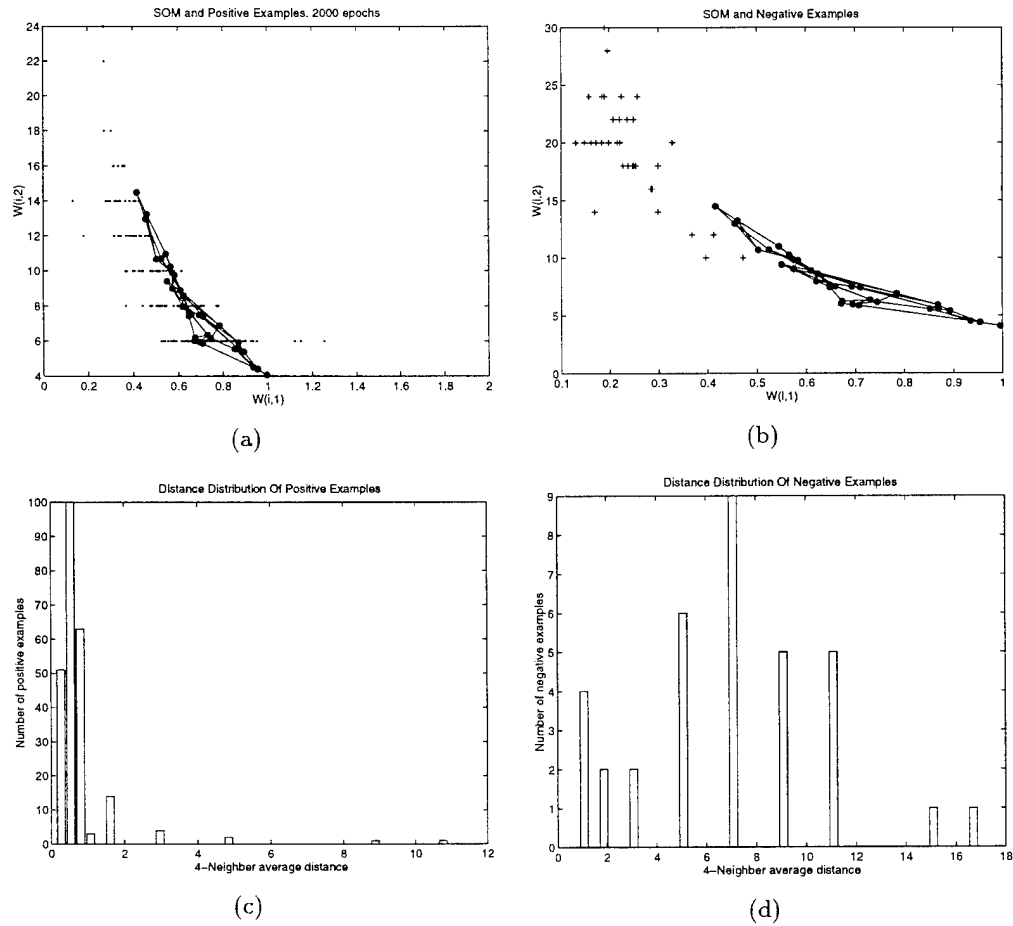 SOM and Positive Examples. 2000 epochs
24
22
20
18
16
14
12
10
8
6
4
W(i,2)
0 0.2 0.4 0.6 0.8 1 1.2 1.4 1.6 1.8 2
W(i,1)
(a)
SOM and Negative Examples
30
25
20
15
10
5
0
W(i,2)
0.1 0.2 0.3 0.4 0.5 0.6 0.7 0.8 0.9 1
W(i,1)
(b)
Distance Distribution Of Positive Examples
100
90
80
70
60
50
40
30
20
10
0
Number of positive examples
0 2 4 6 8 10 12
4-Neighber average distance
(c)
Distance Distribution Of Negative Examples
9
8
7
6
5
4
3
2
1
0
Number of negative examples
0 2 4 6 8 10 12 14 16 18
4-Neighber average distance
(d)